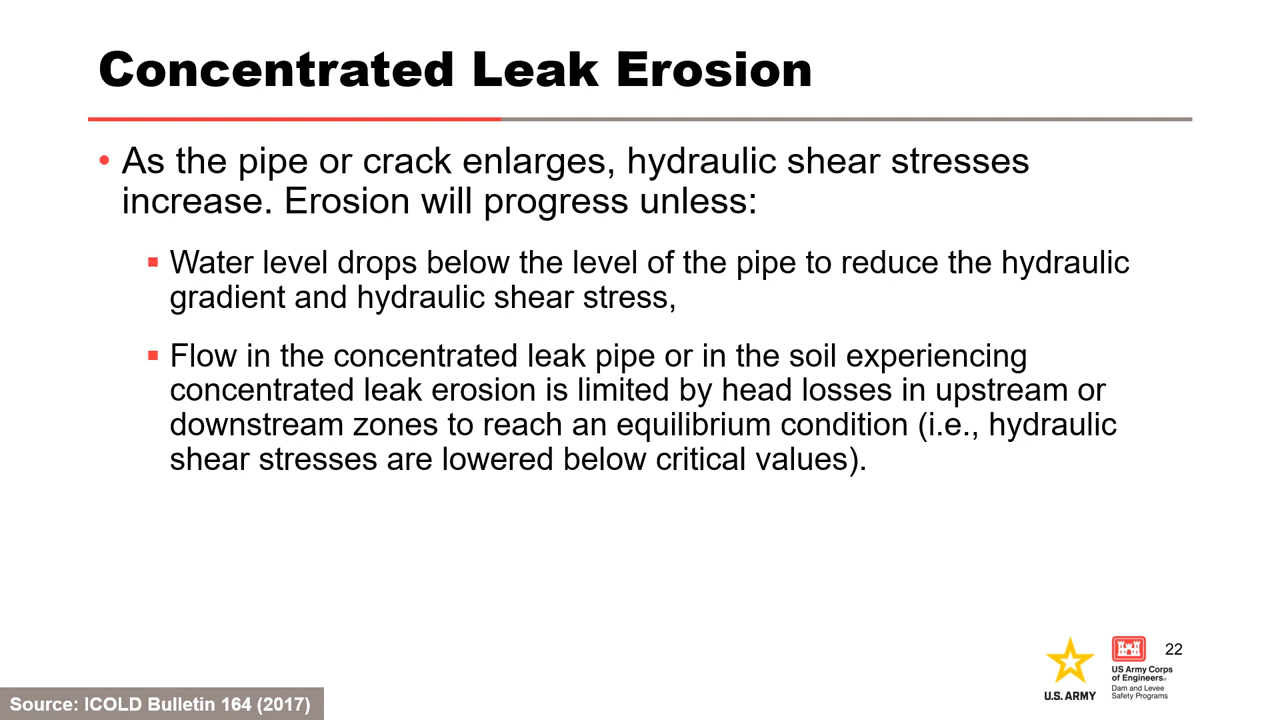 Concentrated Leak Erosion
• As the pipe or crack enlarges, hydraulic shear stresses
increase. Erosion will progress unless:
▪ Water level drops below the level of the pipe to reduce the hydraulic
gradient and hydraulic shear stress,
▪ Flow in the concentrated leak pipe or in the soil experiencing
concentrated leak erosion is limited by head losses in upstream or
downstream zones to reach an equilibrium condition (i.e., hydraulic
shear stresses are lowered below critical values).
22
U.S. ARMY
US Army Corps
of Engineers®
Dam and Levee
Safety Programs
Source: ICOLD Bulletin 164 (2017)